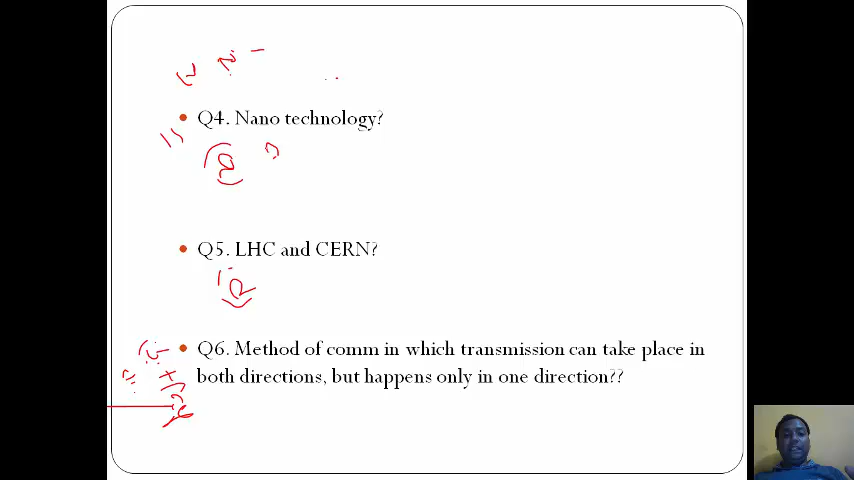 Q4. Nano technology?
Q5. LHC and CERN?
Q6. Method of comm in which transmission can take place in
both directions, but happens only in one direction??